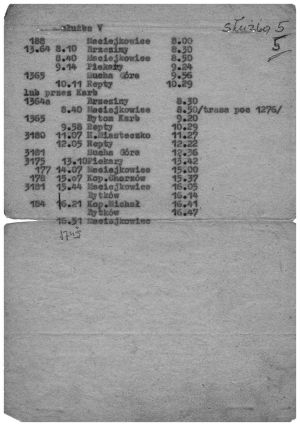 Służba V
służba 5
5
188 Maciejkowice 8.00
13.64 8.10 Brzeziny 8.30
8.40 Maciejkowice 8.50
9.14 Piekary 9.24
1365 Sucha Góra 9.56
10.11 Repty 10.29
lub przez Karb
1364a Brzeziny 8.30
8.40 Maciejkowice 8.50/trasa poc 1276/
1365 Bytom Karb 9.20
9.58 Repty 10.29
3180 11.07 M.Miasteczko 11.27
12.05 Repty 12.22
3181 Sucha Góra 12.26
3175 13.10 Piekary 13.42
177 14.07 Maciejkowice 15.00
178 15.07 Kop.Chorzów 15.37
3181 15.44 Maciejkowice 16.05
Bytków 16.14
184 16.21 Kop.Michał 16.41
Bytków 16.47
16.51 Maciejkowice